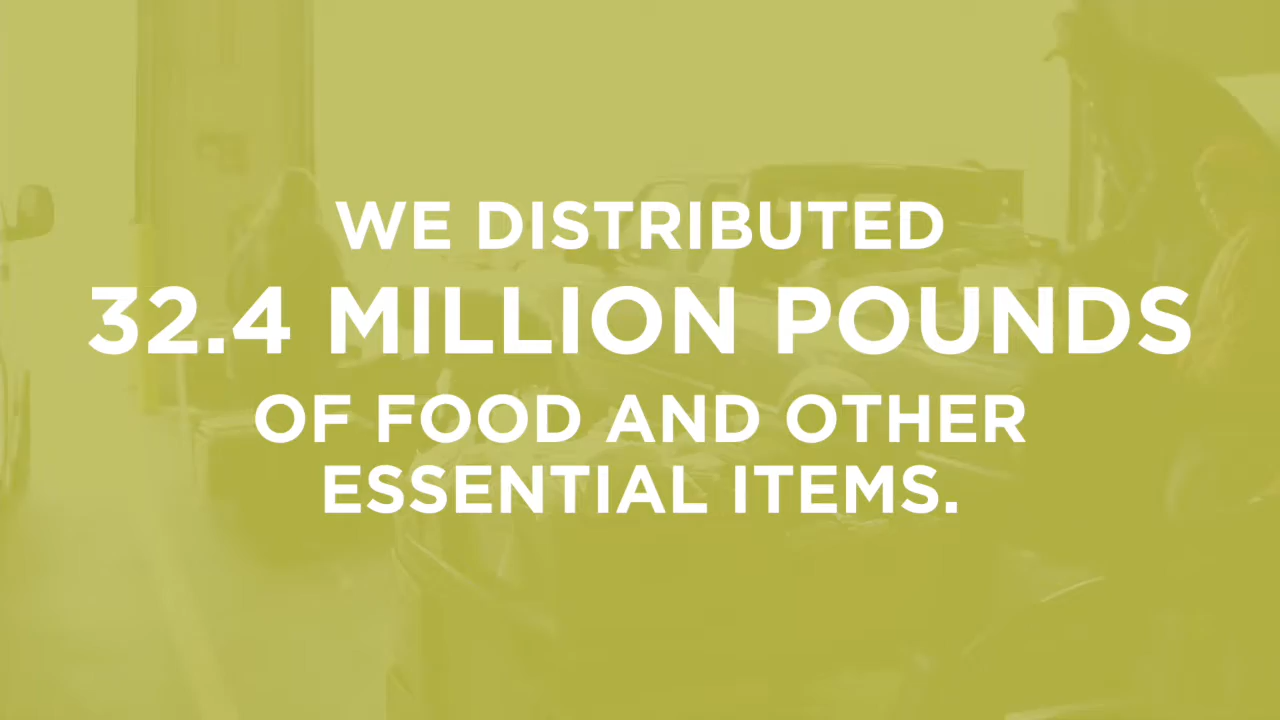 WE DISTRIBUTED
32.4 MILLION POUNDS
OF FOOD AND OTHER
ESSENTIAL ITEMS.